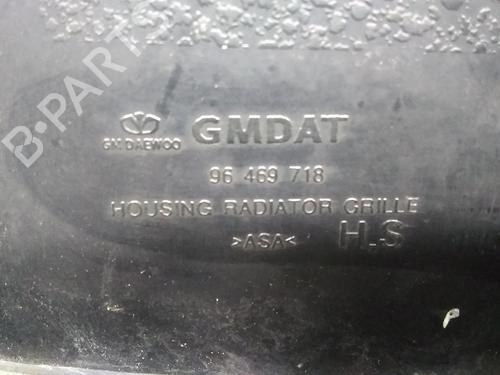 B-PARTS
GM DAEWOO
GMDAT
96 469 718
HOUSING RADIATOR GRILLE
>ASA<
H.S